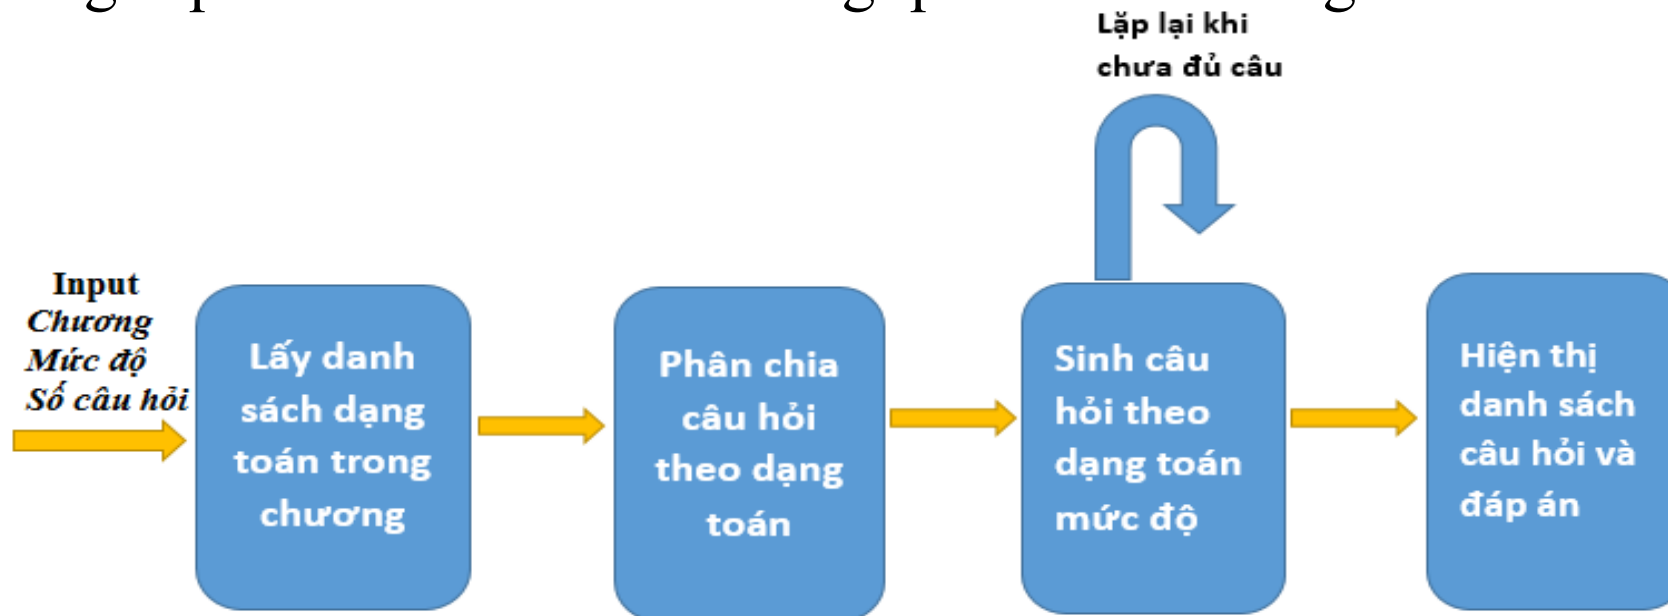 Lặp lại khi
chưa đủ câu
Input
Chương
Mức độ
Số câu hỏi
Lấy danh
sách dạng
toán trong
chương
Phân chia
câu hỏi
theo dạng
toán
Sinh câu
hỏi theo
dạng toán
mức độ
Hiện thị
danh sách
câu hỏi và
đáp án